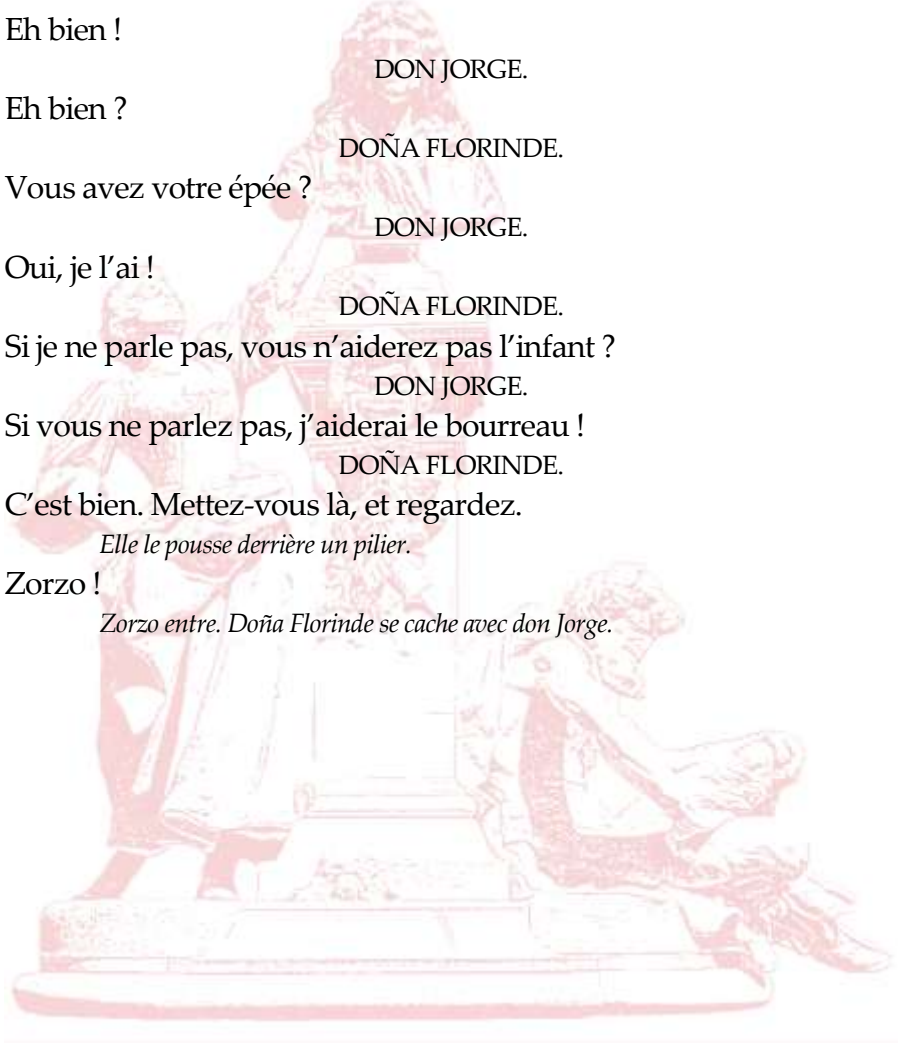 Eh bien !
DON JORGE.
Eh bien ?
DOÑA FLORINDE.
Vous avez votre épée ?
DON JORGE.
Oui, je l’ai !
DOÑA FLORINDE.
Si je ne parle pas, vous n’aiderez pas l’infant ?
DON JORGE.
Si vous ne parlez pas, j’aiderai le bourreau !
DOÑA FLORINDE.
C’est bien. Mettez-vous là, et regardez.
Elle le pousse derrière un pilier.
Zorzo !
Zorzo entre. Doña Florinde se cache avec don Jorge.